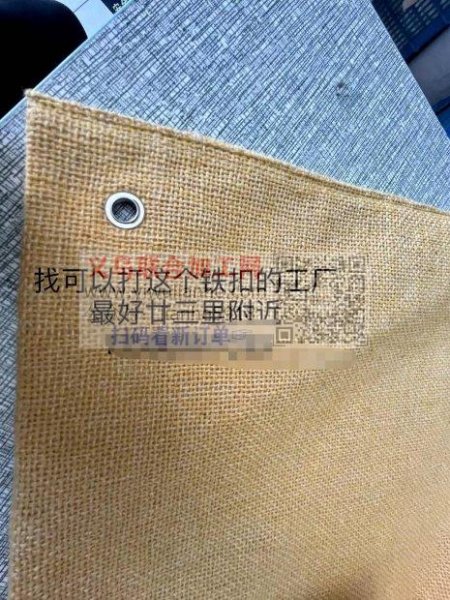 义乌联合加工网
找可以打这个铁扣的工厂
最好廿三里附近
扫码看新订单